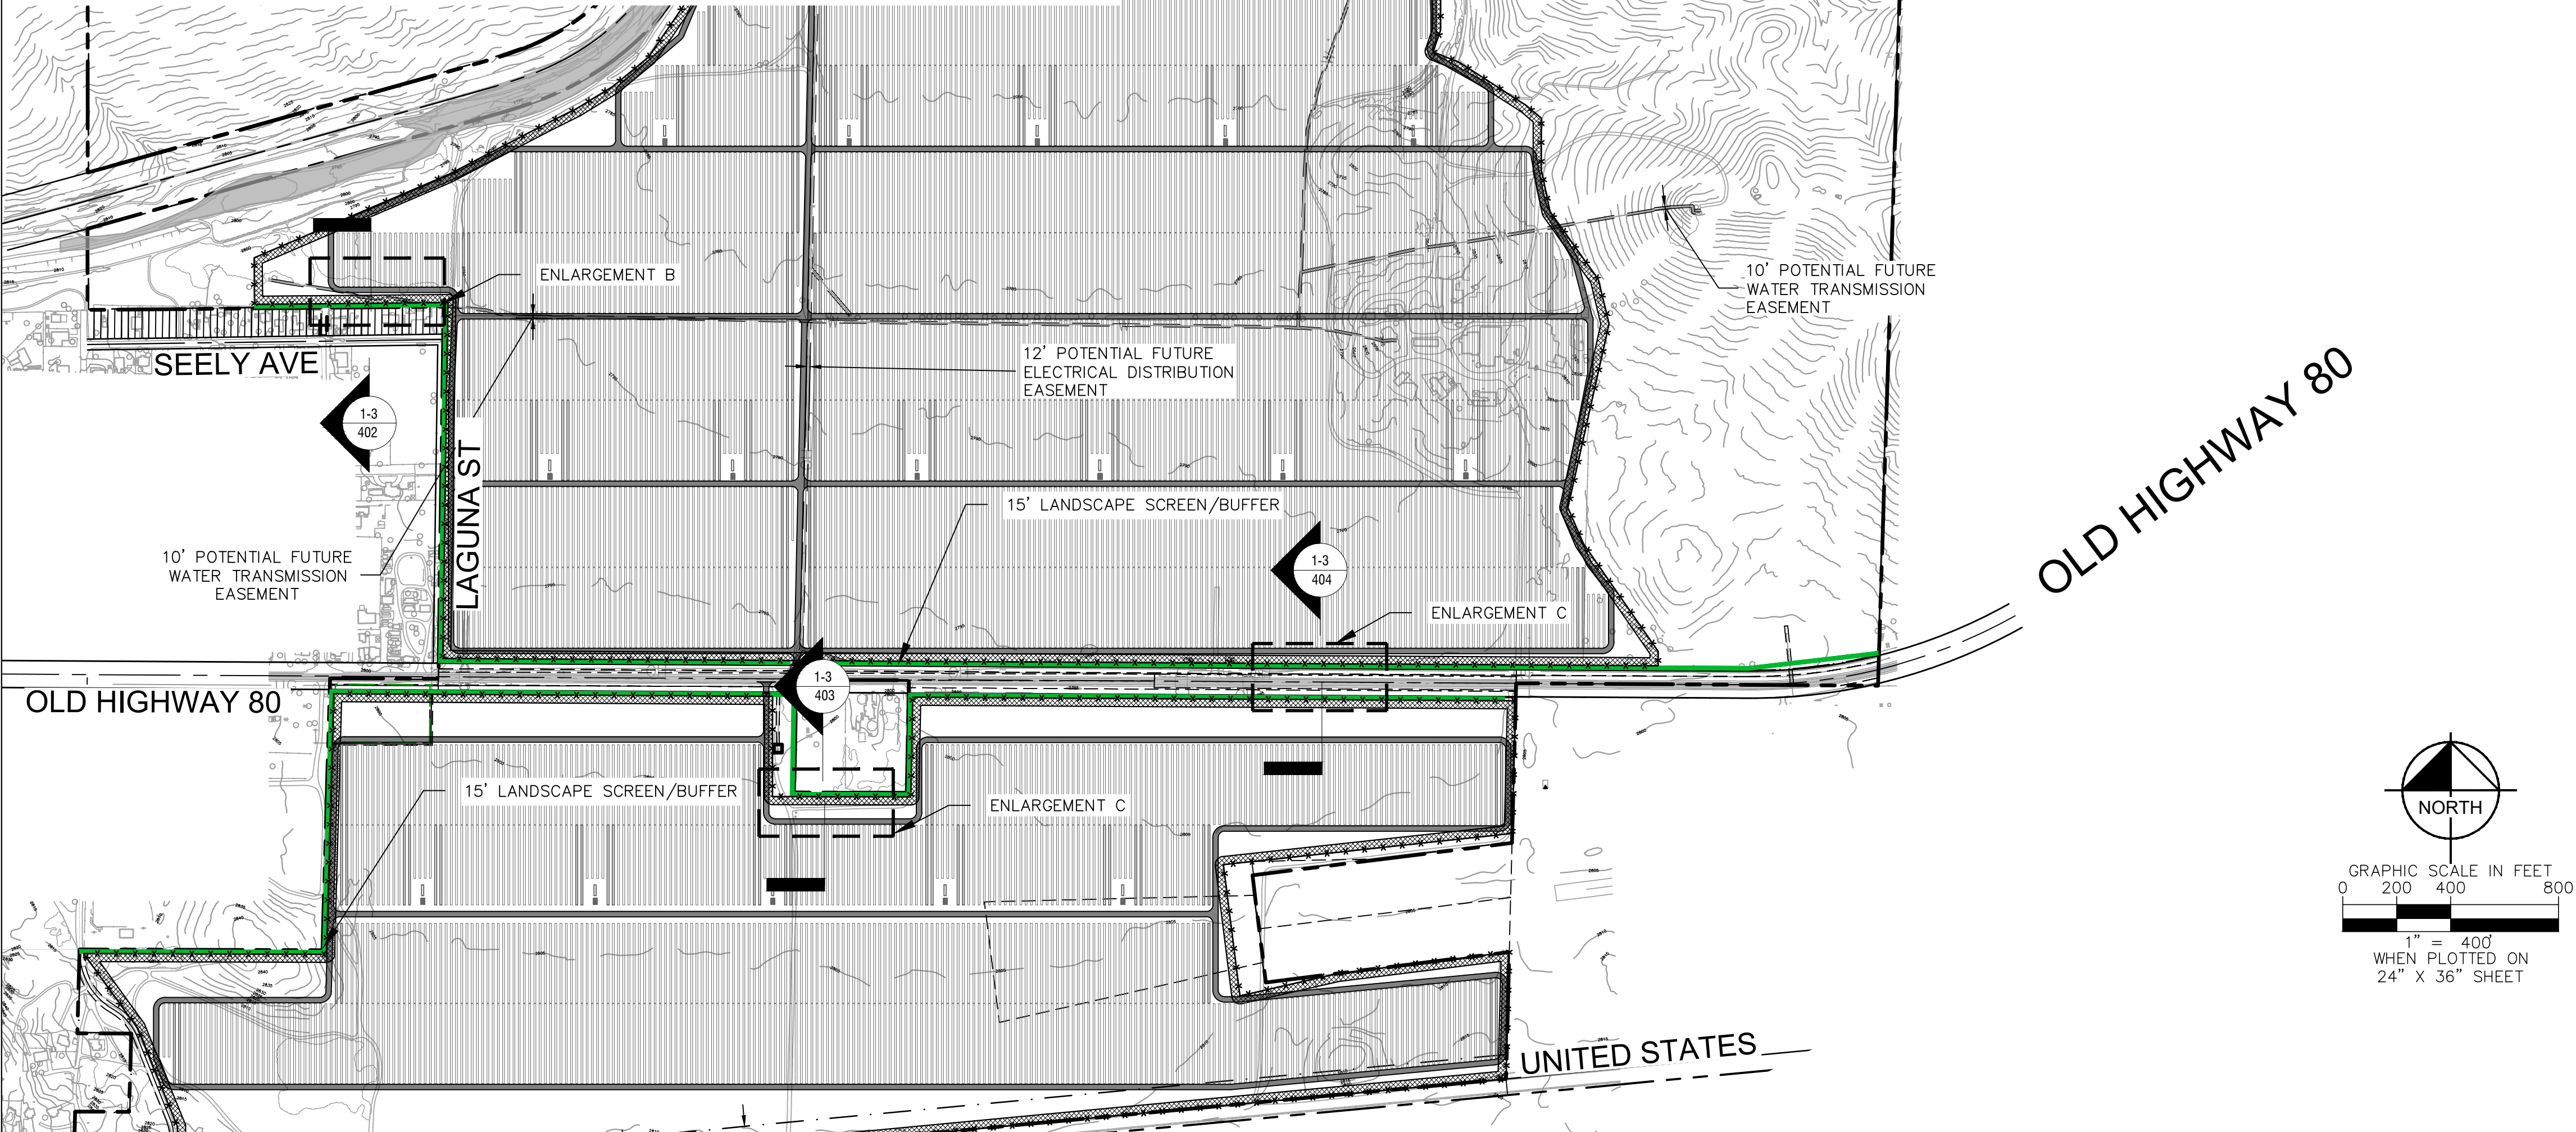 ENLARGEMENT B
10' POTENTIAL FUTURE
WATER TRANSMISSION
EASEMENT
SEELY AVE
12' POTENTIAL FUTURE
ELECTRICAL DISTRIBUTION
EASEMENT
1-3
402
OLD HIGHWAY 80
LAGUNA ST
15' LANDSCAPE SCREEN/BUFFER
10' POTENTIAL FUTURE
WATER TRANSMISSION
EASEMENT
1-3
404
ENLARGEMENT C
1-3
403
OLD HIGHWAY 80
15' LANDSCAPE SCREEN/BUFFER
ENLARGEMENT C
NORTH
GRAPHIC SCALE IN FEET
0 200 400 800
1" = 400'
WHEN PLOTTED ON
24" X 36" SHEET
UNITED STATES